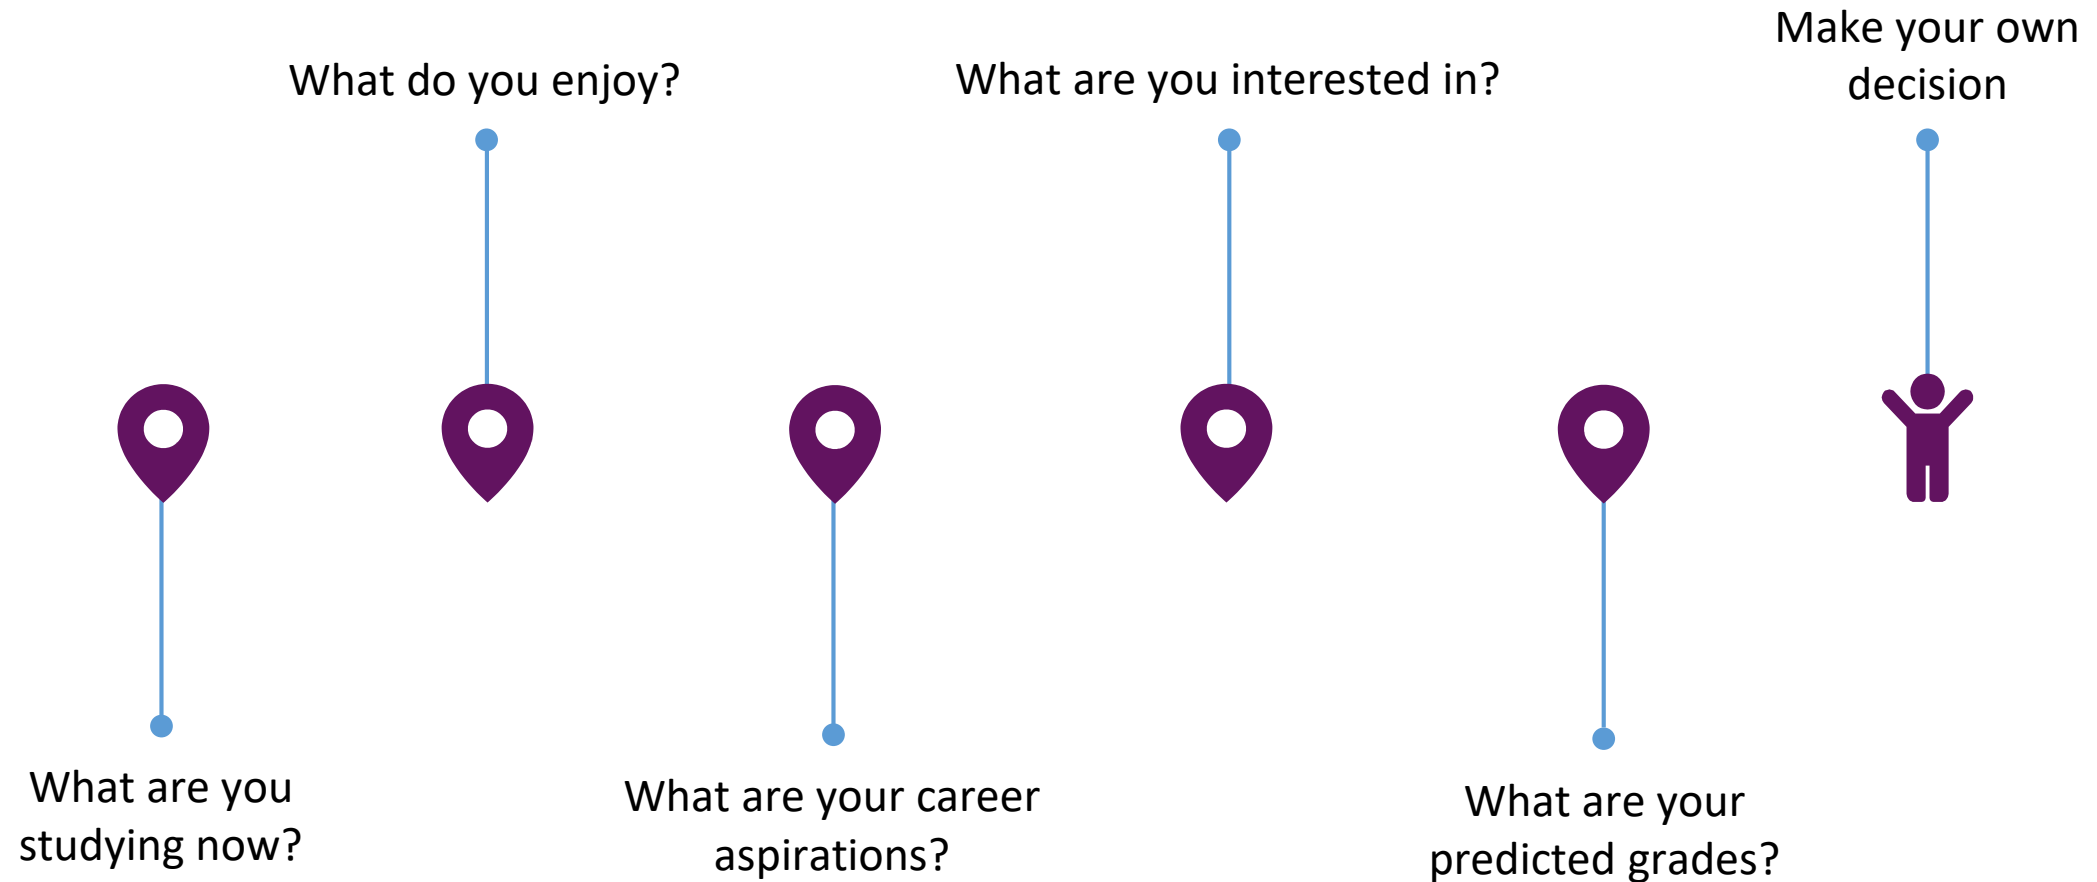 What are you
studying now?
What do you enjoy?
What are your career
aspirations?
What are you interested in?
What are your
predicted grades?
Make your own
decision